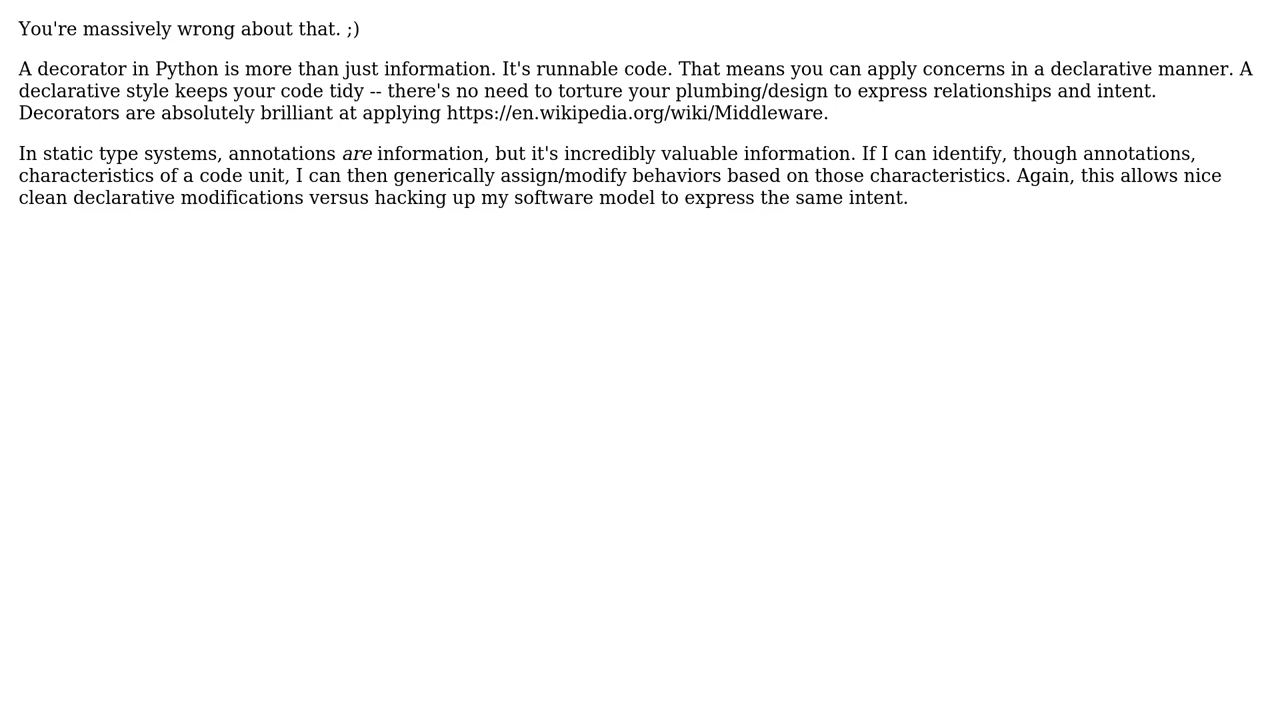 You're massively wrong about that. ;)
A decorator in Python is more than just information. It's runnable code. That means you can apply concerns in a declarative manner. A
declarative style keeps your code tidy -- there's no need to torture your plumbing/design to express relationships and intent.
Decorators are absolutely brilliant at applying https://en.wikipedia.org/wiki/Middleware.
In static type systems, annotations are information, but it's incredibly valuable information. If I can identify, though annotations,
characteristics of a code unit, I can then generically assign/modify behaviors based on those characteristics. Again, this allows nice
clean declarative modifications versus hacking up my software model to express the same intent.